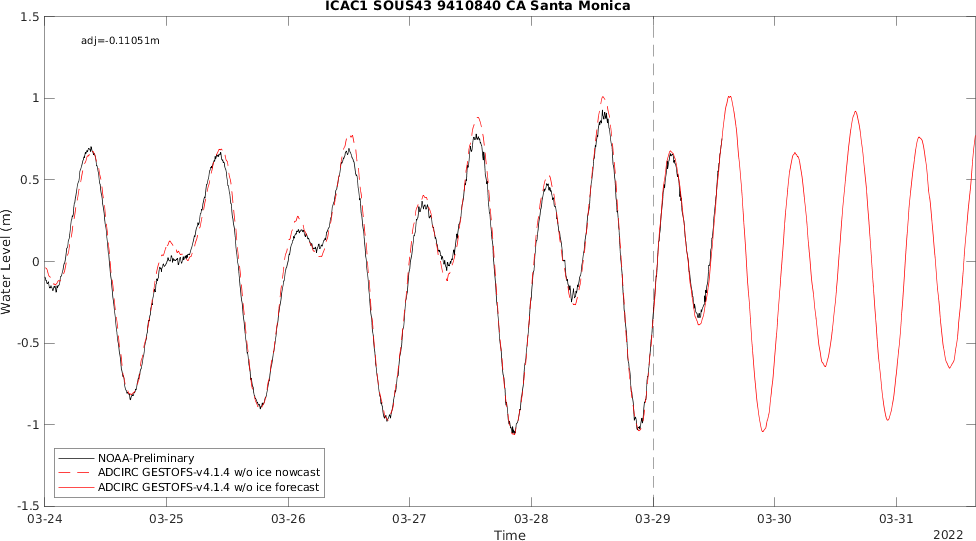 ICAC1 SOUS43 9410840 CA Santa Monica
1.5
adj=-0.11051m
1
0.5
Water Level (m)
0
-0.5
-1
NOAA-Preliminary
ADCIRC GESTOFS-v4.1.4 w/o ice nowcast
ADCIRC GESTOFS-v4.1.4 w/o ice forecast
-1.5
03-24 03-25 03-26 03-27 03-28 03-29 03-30 03-31
Time
2022